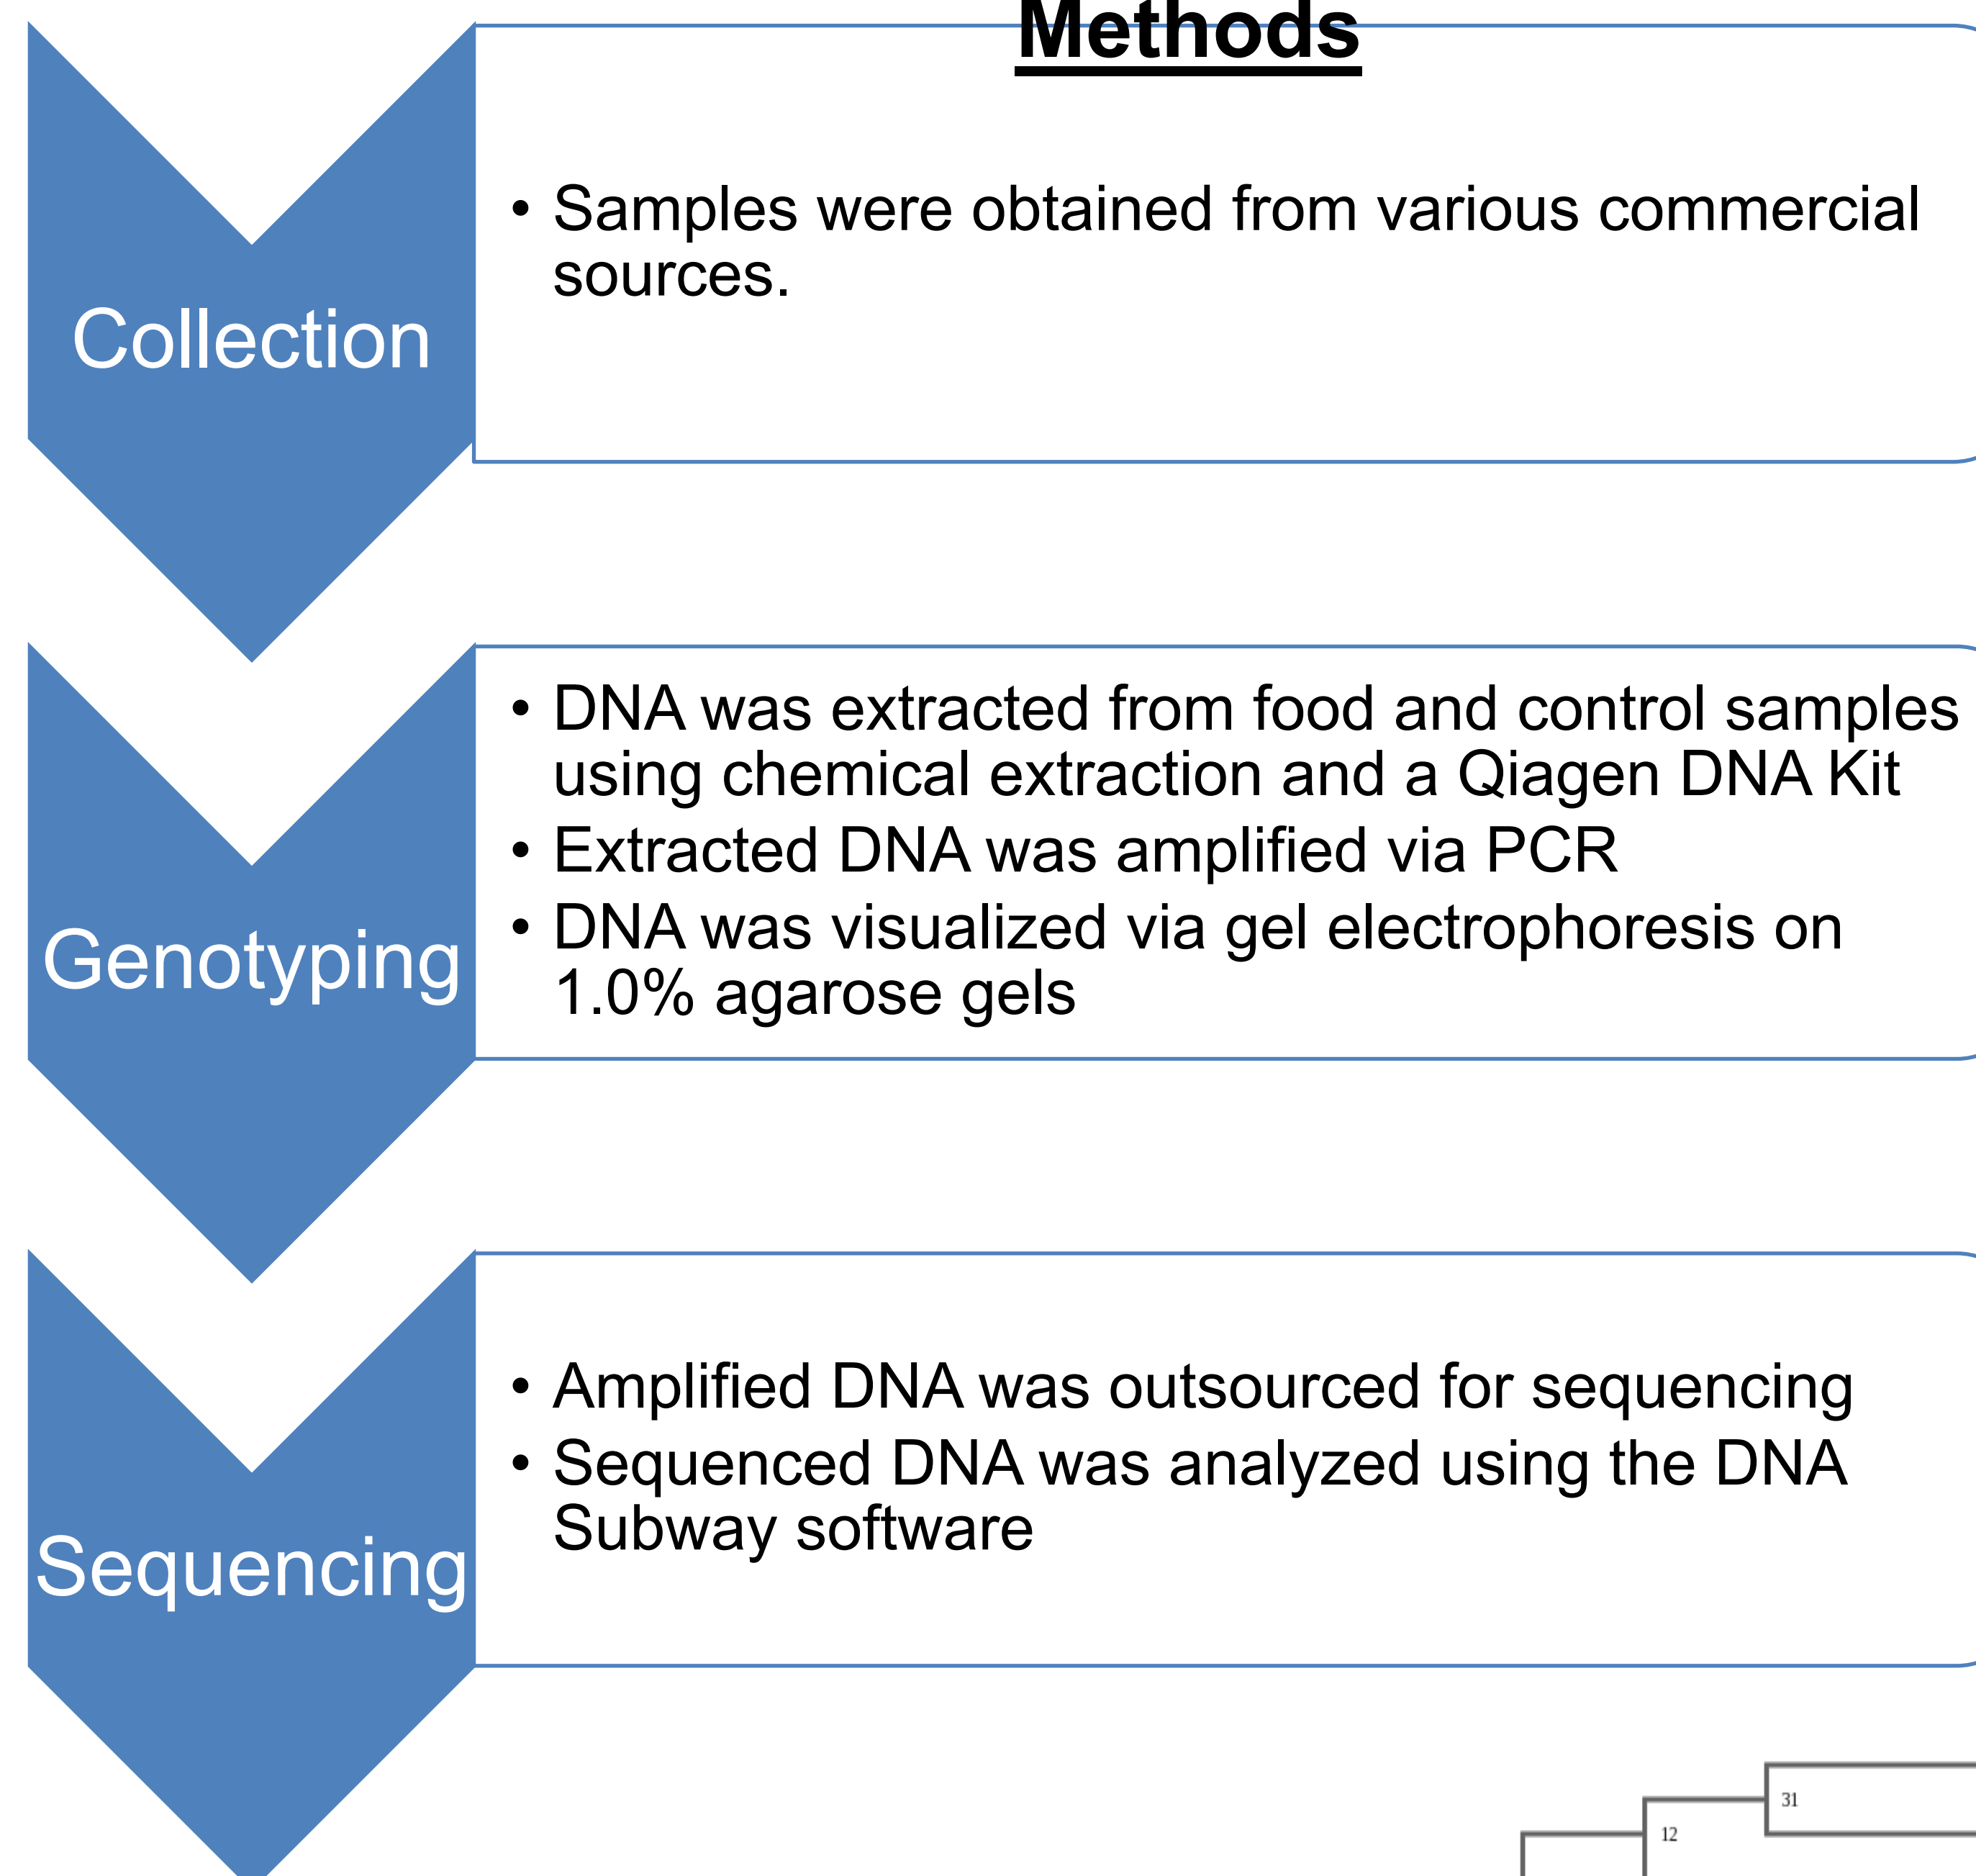 Methods
Collection
• Samples were obtained from various commercial
sources.
Genotyping
• DNA was extracted from food and control samples
using chemical extraction and a Qiagen DNA Kit
• Extracted DNA was amplified via PCR
• DNA was visualized via gel electrophoresis on
1.0% agarose gels
Sequencing
• Amplified DNA was outsourced for sequencing
• Sequenced DNA was analyzed using the DNA
Subway software
31
12